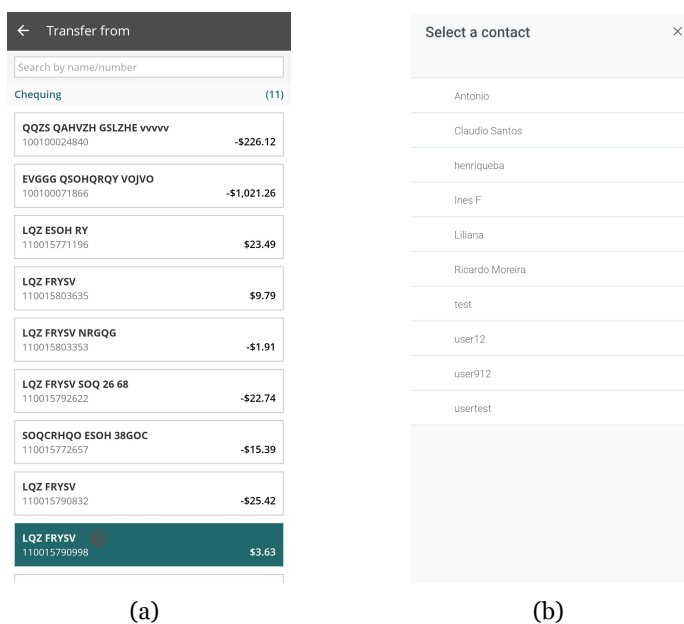 Transfer from
Search by name/number
Chequing (11)
QQZS QAHVZH GSLZHE vvvvv
100100024840 -$226.12
EVGGG QSOHQRQY VOJVO
100100071866 -$1,021.26
LQZ ESOH RY
110015771196 $23.49
LQZ FRYSV
110015803635 $9.79
LQZ FRYSV NRGQG
110015803353 -$1.91
LQZ FRYSV SOQ 26 68
110015792622 -$22.74
SOQCRHQO ESOH 38GOC
110015772657 -$15.39
LQZ FRYSV
110015790832 -$25.42
LQZ FRYSV
110015790998 $3.63
(a)
Select a contact
Antonio
Claudio Santos
henriqueba
Ines F
Liliana
Ricardo Moreira
test
user12
user912
usertest
(b)